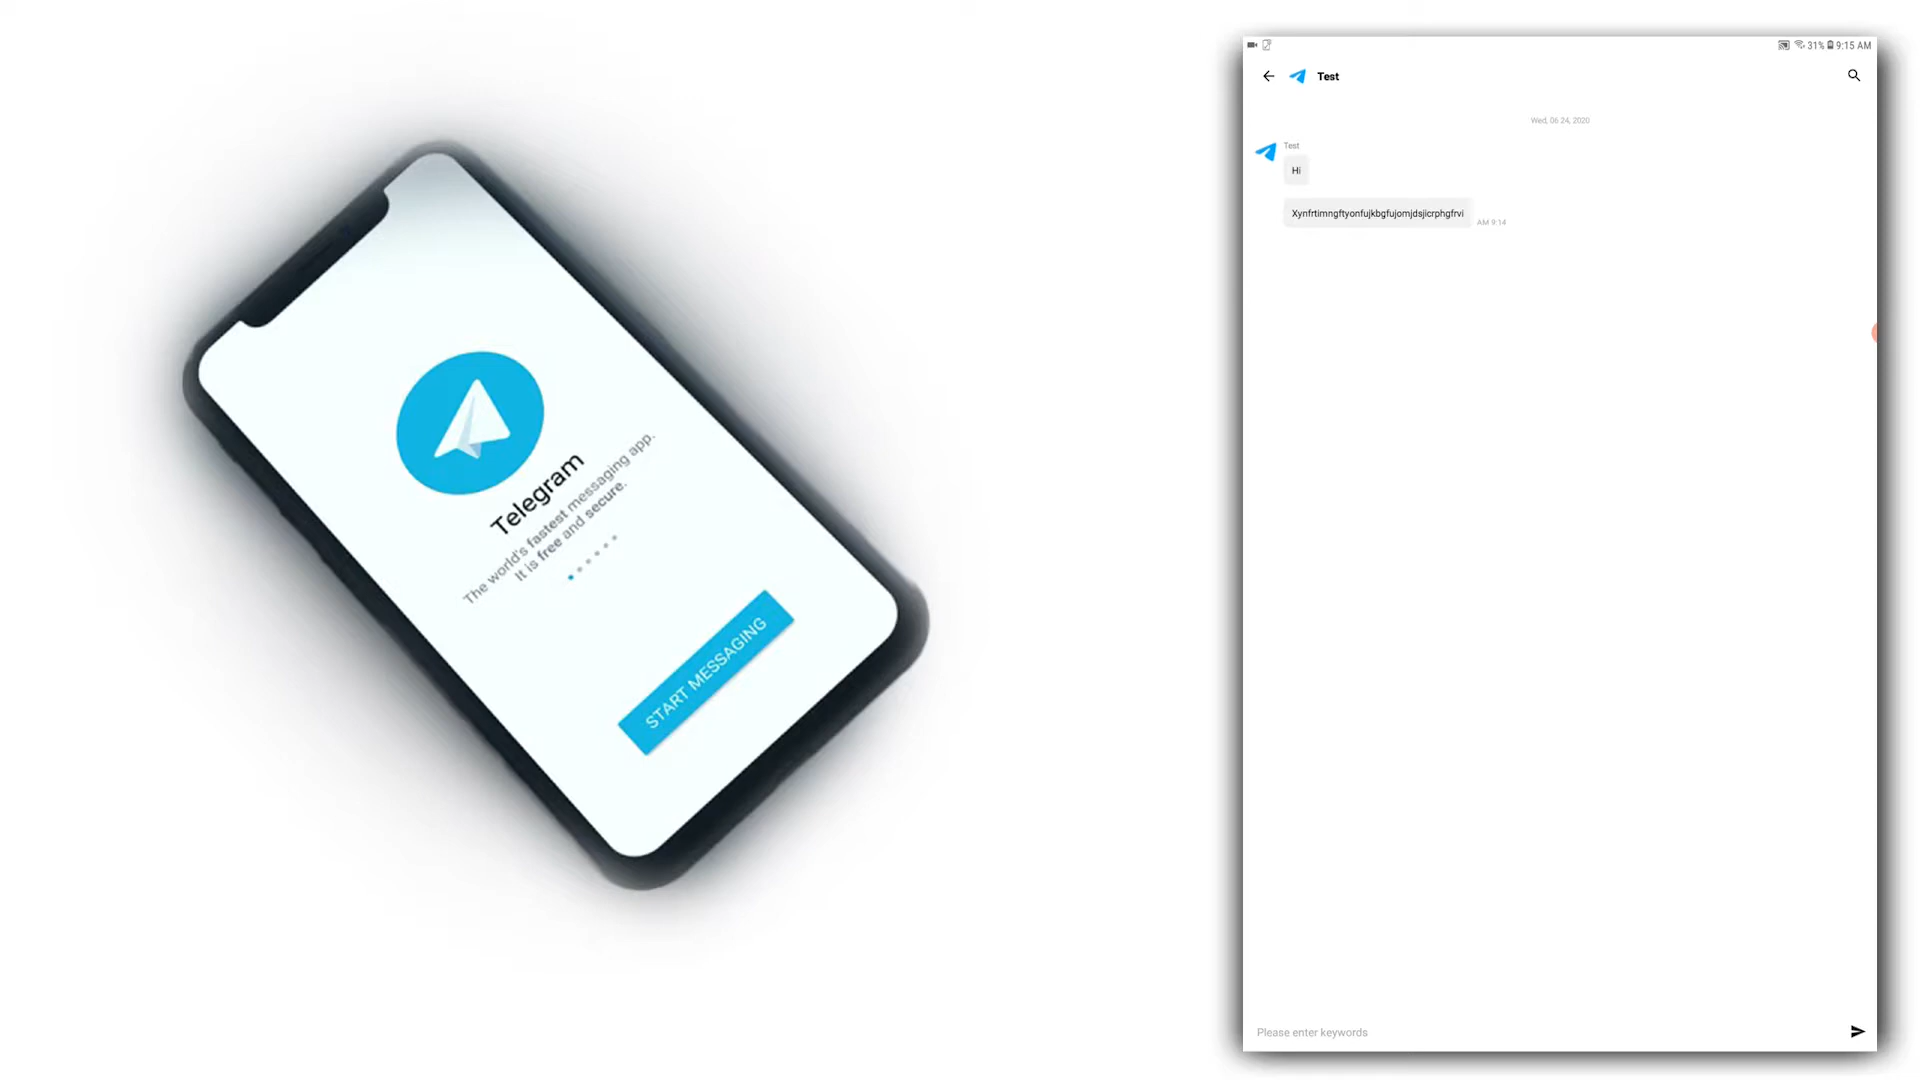 Telegram
The world's fastest messaging app.
It is free and secure.
START MESSAGING
31% 9:15 AM
Test
Wed, 06 24, 2020
Test
Hi
Xynfrtimngftyonfujkbgfujomjdsjicrphgfrvi
AM 9:14
Please enter keywords